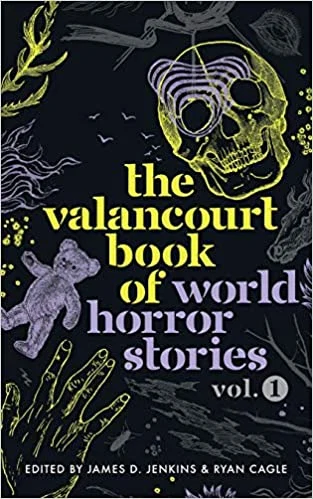 the
valancourt
book
of world
horror
stories
vol. 1
EDITED BY JAMES D. JENKINS & RYAN CAGLE